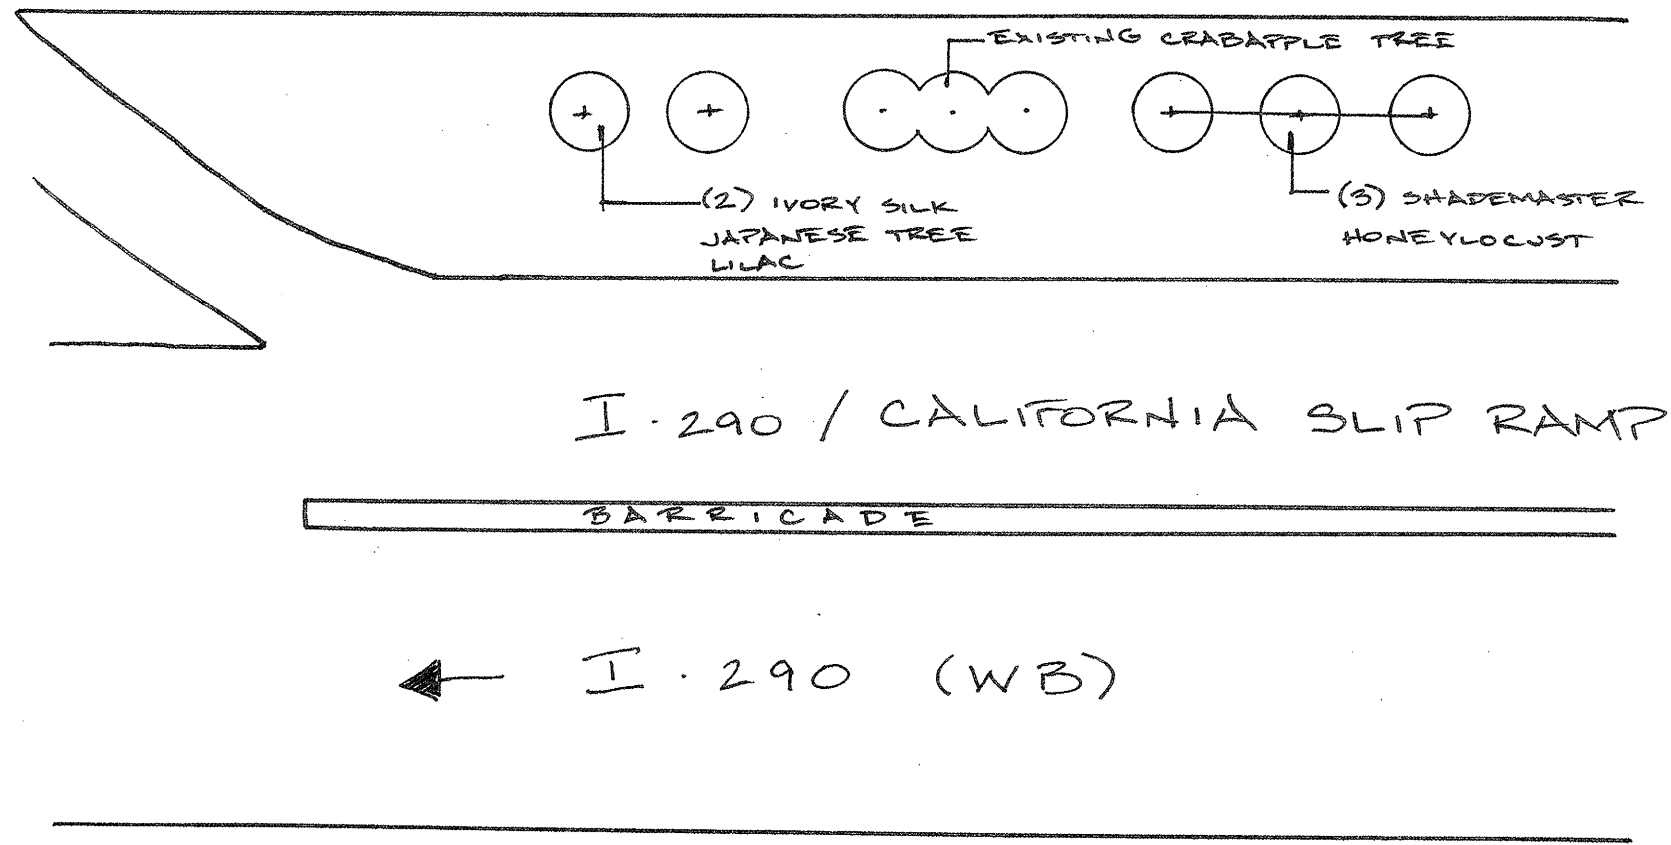 EXISTING CRABAPPLE TREE
(2) IVORY SILK
JAPANESE TREE
LILAC
(3) SHADEMASTER
HONEYLOCUST
I-290 / CALIFORNIA SLIP RAMP
BARRICADE
I-290 (WB)